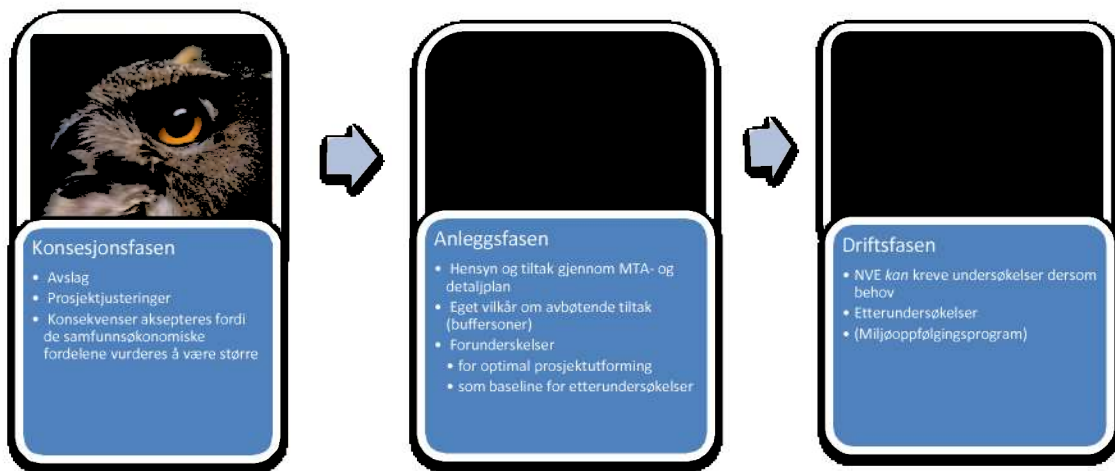 Konsesjonsfasen
• Avslag
• Prosjektjusteringer
• Konsekvenser aksepteres fordi
de samfunnsøkonomiske
fordelene vurderes å være større
Anleggsfasen
• Hensyn og tiltak gjennom MTA- og
detaljplan
• Eget vilkår om avbøtende tiltak
(buffersoner)
• Forunderskelser
• for optimal prosjektutforming
• som baseline for etterundersøkelser
Driftsfasen
• NVE kan kreve undersøkelser dersom
behov
• Etterundersøkelser
• (Miljøoppfølgingsprogram)